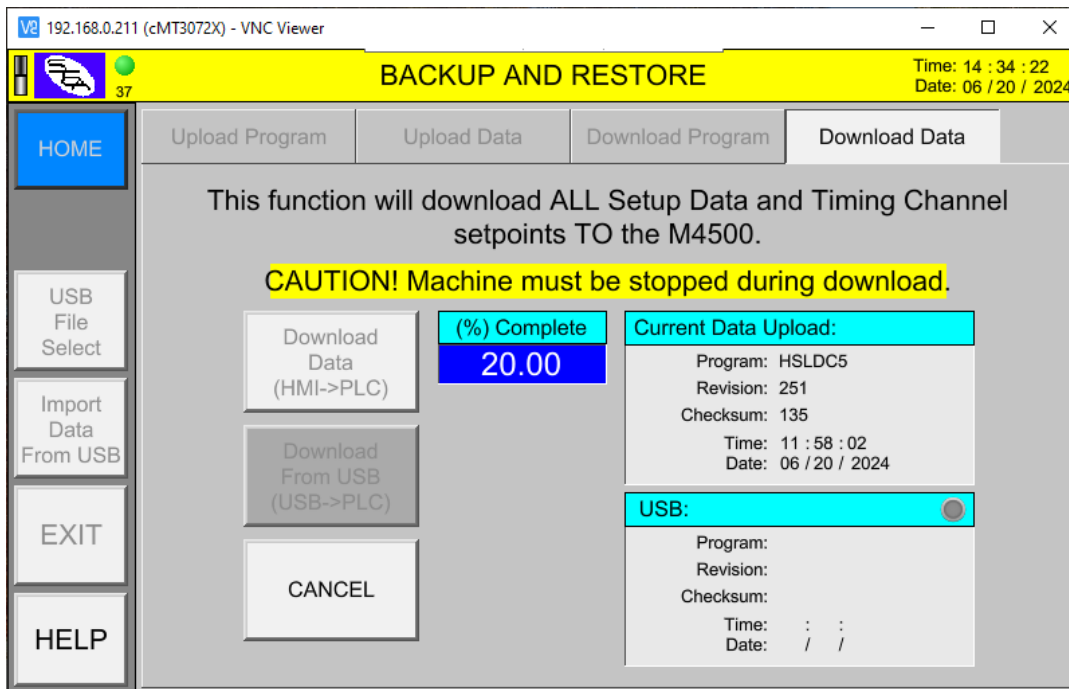 192.168.0.211 (cMT3072X) - VNC Viewer
37
BACKUP AND RESTORE
Time: 14 : 34 : 22
Date: 06 / 20 / 2024
HOME
Upload Program
Upload Data
Download Program
Download Data
This function will download ALL Setup Data and Timing Channel
setpoints TO the M4500.
CAUTION! Machine must be stopped during download.
USB
File
Select
Import
Data
From USB
EXIT
HELP
Download
Data
(HMI->PLC)
Download
From USB
(USB->PLC)
CANCEL
(%) Complete
20.00
Current Data Upload:
Program: HSLDC5
Revision: 251
Checksum: 135
Time: 11 : 58 : 02
Date: 06 / 20 / 2024
USB:
Program:
Revision:
Checksum:
Time: : :
Date: / /